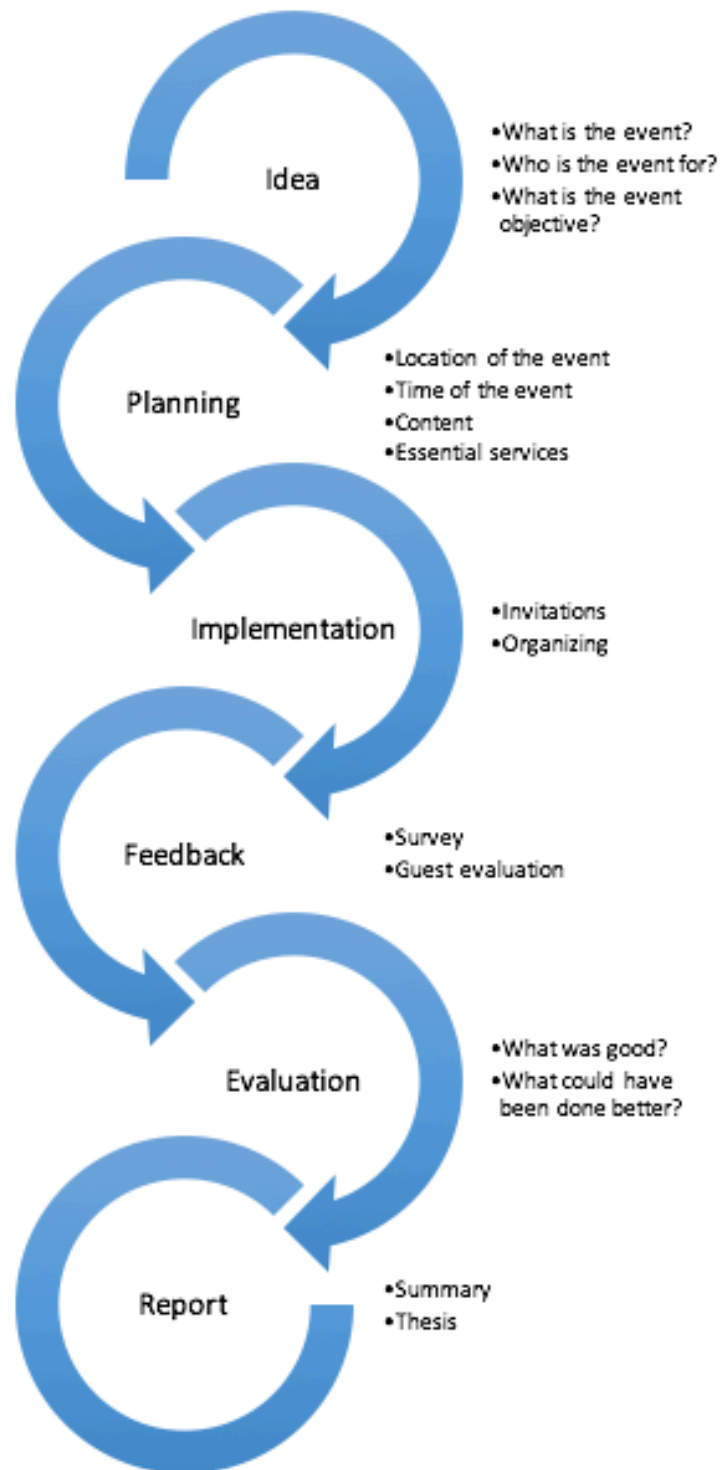 Idea
•What is the event?
•Who is the event for?
•What is the event
objective?
Planning
•Location of the event
•Time of the event
•Content
•Essential services
Implementation
•Invitations
•Organizing
Feedback
•Survey
•Guest evaluation
Evaluation
•What was good?
•What could have
been done better?
Report
•Summary
•Thesis